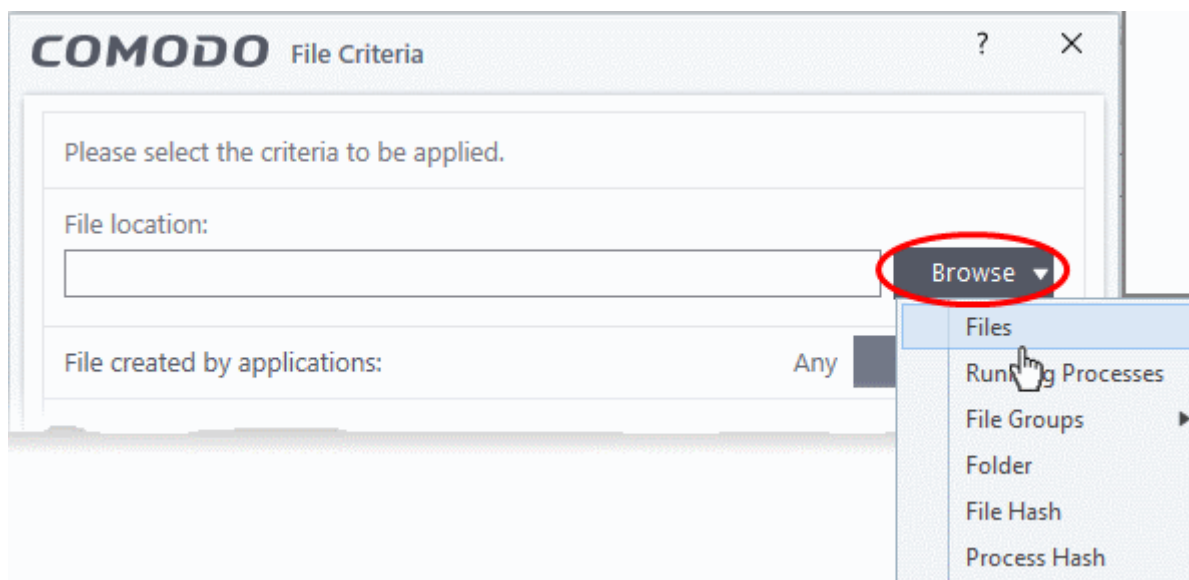 COMODO File Criteria ?
Please select the criteria to be applied.
File location:
Browse
Files
File created by applications: Any
Running Processes
File Groups
Folder
File Hash
Process Hash